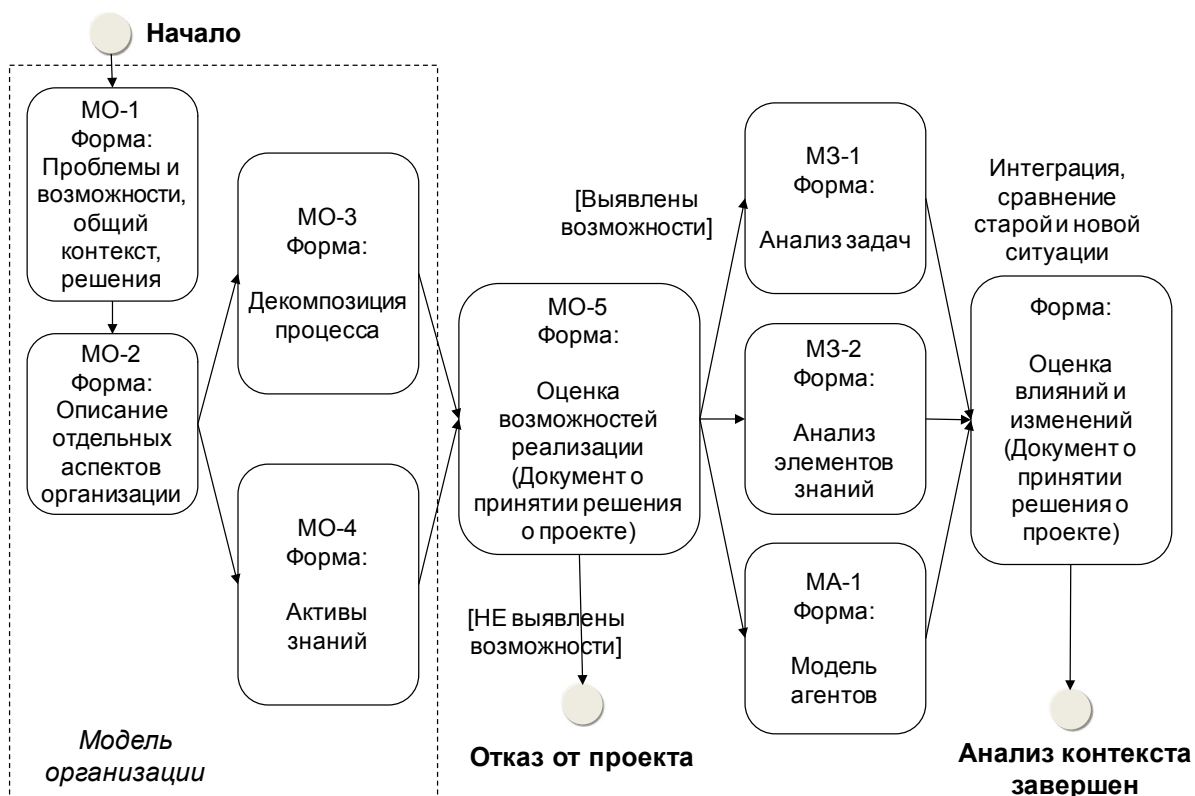 Начало
МО-1
Форма:
Проблемы и
возможности,
общий
контекст,
решения
МО-2
Форма:
Описание
отдельных
аспектов
организации
МО-3
Форма:
Декомпозиция
процесса
МО-4
Форма:
Активы
знаний
Модель
организации
МО-5
Форма:
Оценка
возможностей
реализации
(Документ о
принятии решения
о проекте)
[Выявлены
возможности]
[НЕ выявлены
возможности]
Отказ от проекта
МЗ-1
Форма:
Анализ задач
МЗ-2
Форма:
Анализ
элементов
знаний
МА-1
Форма:
Модель
агентов
Интеграция,
сравнение
старой и новой
ситуации
Форма:
Оценка
влияний и
изменений
(Документ о
принятии
решения о
проекте)
Анализ контекста
завершен